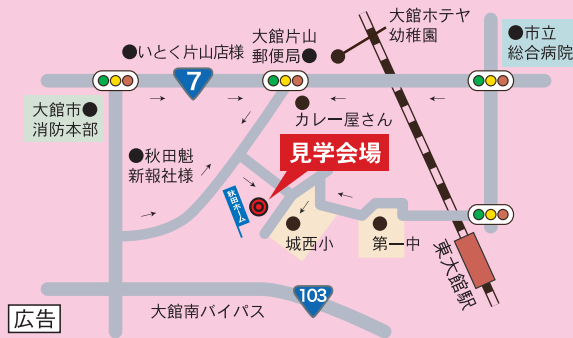 大館ホテヤ
幼稚園
大館片山
郵便局
いとく片山店様
市立
総合病院
7
大館市
消防本部
カレー屋さん
見学会場
秋田魁
新報社様
秋田ホーム
城西小
第一中
東大館駅
103
大館南バイパス
広告